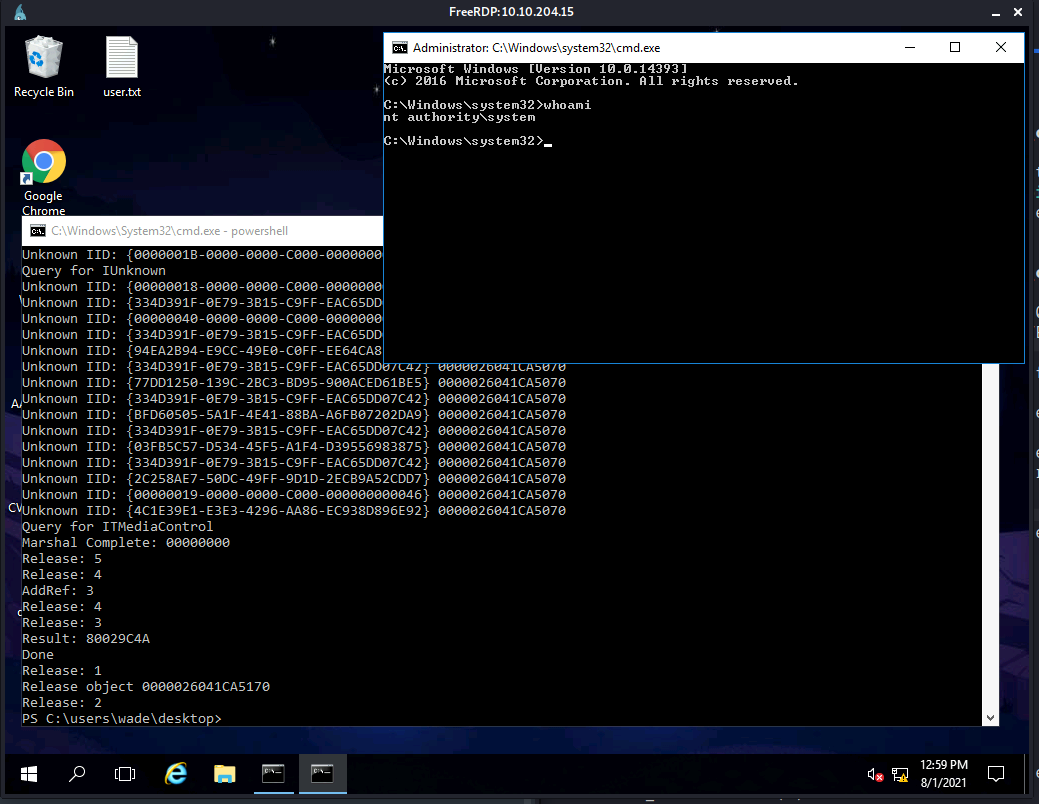 FreeRDP:10.10.204.15
Recycle Bin
user.txt
Google
Chrome
Administrator: C:\Windows\system32\cmd.exe
Microsoft Windows [Version 10.0.14393]
(c) 2016 Microsoft Corporation. All rights reserved.
C:\Windows\system32>whoami
nt authority\system
C:\Windows\system32>
C:\Windows\System32\cmd.exe - powershell
Unknown IID: {0000001B-0000-0000-C000-0000000
Query for IUnknown
Unknown IID: {00000018-0000-0000-C000-0000000
Unknown IID: {334D391F-0E79-3B15-C9FF-EAC65DD
Unknown IID: {00000040-0000-0000-C000-0000000
Unknown IID: {334D391F-0E79-3B15-C9FF-EAC65DD
Unknown IID: {94EA2B94-E9CC-49E0-C0FF-EE64CA8
Unknown IID: {334D391F-0E79-3B15-C9FF-EAC65DD07C42} 0000026041CA5070
Unknown IID: {77DD1250-139C-2BC3-BD95-900ACED61BE5} 0000026041CA5070
Unknown IID: {334D391F-0E79-3B15-C9FF-EAC65DD07C42} 0000026041CA5070
Unknown IID: {BFD60505-5A1F-4E41-88BA-A6FB07202DA9} 0000026041CA5070
Unknown IID: {334D391F-0E79-3B15-C9FF-EAC65DD07C42} 0000026041CA5070
Unknown IID: {03FB5C57-D534-45F5-A1F4-D39556983875} 0000026041CA5070
Unknown IID: {334D391F-0E79-3B15-C9FF-EAC65DD07C42} 0000026041CA5070
Unknown IID: {2C258AE7-50DC-49FF-9D1D-2ECB9A52CDD7} 0000026041CA5070
Unknown IID: {00000019-0000-0000-C000-000000000046} 0000026041CA5070
Unknown IID: {4C1E39E1-E3E3-4296-AA86-EC938D896E92} 0000026041CA5070
Query for ITMediaControl
Marshal Complete: 00000000
Release: 5
Release: 4
AddRef: 3
Release: 4
Release: 3
Result: 80029C4A
Done
Release: 1
Release object 0000026041CA5170
Release: 2
PS C:\users\wade\desktop>
12:59 PM
8/1/2021